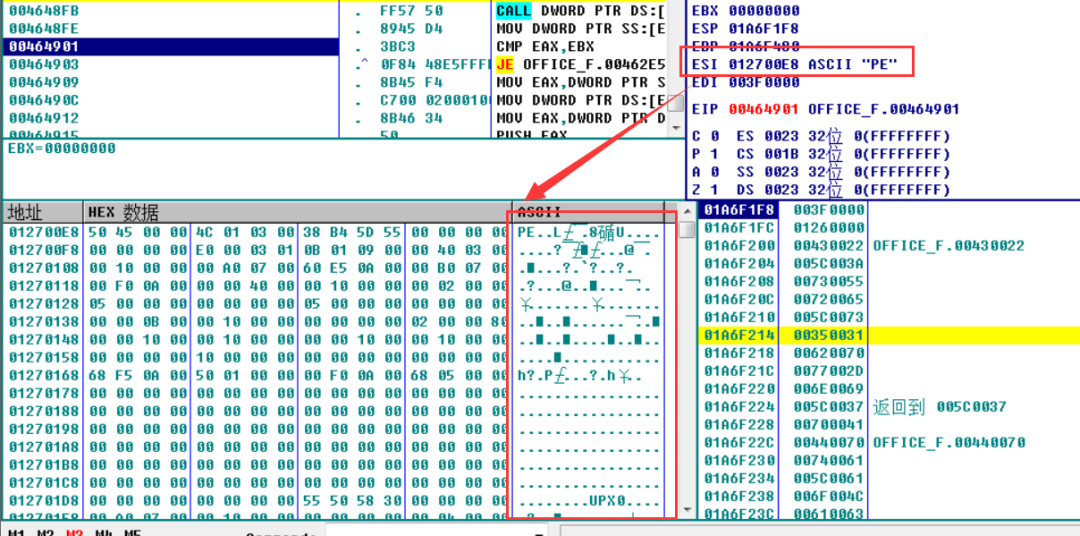 004648FB . FF57 50 CALL DWORD PTR DS:[
004648FE . 8945 D4 MOV DWORD PTR SS:[E
00464901 . 3BC3 CMP EAX,EBX
00464903 .^ 0F84 48E5FFFF JE OFFICE_F.00462E5
00464909 . 8B45 F4 MOV EAX,DWORD PTR S
0046490C . C700 02000100 MOV DWORD PTR DS:[E
00464912 . 8B46 34 MOV EAX,DWORD PTR D
00464915 . 50 PUSH EAX
EBX=00000000
EBX 00000000
ESP 01A6F1F8
EBP 01A6F480
ESI 012700E8 ASCII "PE"
EDI 003F0000
EIP 00464901 OFFICE_F.00464901
C 0 ES 0023 32位 0(FFFFFFFF)
P 1 CS 001B 32位 0(FFFFFFFF)
A 0 SS 0023 32位 0(FFFFFFFF)
Z 1 DS 0023 32位 0(FFFFFFFF)
地址 HEX 数据 ASCII
012700E8 50 45 00 00 4C 01 03 00 38 B4 5D 55 00 00 00 00
012700F8 00 00 00 00 E0 00 03 01 0B 01 09 00 00 40 03 00
01270108 00 10 00 00 00 A0 07 00 60 E5 0A 00 00 B0 07 00
01270118 00 F0 0A 00 00 00 40 00 00 10 00 00 00 02 00 00
01270128 05 00 00 00 00 00 00 00 05 00 00 00 00 00 00 00
01270138 00 00 0B 00 00 10 00 00 00 00 00 00 02 00 00 80
01270148 00 00 10 00 00 10 00 00 00 00 10 00 00 10 00 00
01270158 00 00 00 00 10 00 00 00 00 00 00 00 00 00 00 00
01270168 68 F5 0A 00 50 01 00 00 00 F0 0A 00 68 05 00 00
01270178 00 00 00 00 00 00 00 00 00 00 00 00 00 00 00 00 ................
01270188 00 00 00 00 00 00 00 00 00 00 00 00 00 00 00 00 ................
01270198 00 00 00 00 00 00 00 00 00 00 00 00 00 00 00 00 ................
012701A8 00 00 00 00 00 00 00 00 00 00 00 00 00 00 00 00 ................
012701B8 00 00 00 00 00 00 00 00 00 00 00 00 00 00 00 00 ................
012701C8 00 00 00 00 00 00 00 00 00 00 00 00 00 00 00 00 ................
012701D8 00 00 00 00 00 00 00 00 55 50 58 30 00 00 00 00 ........UPX0....
01A6F1F8 003F0000
01A6F1FC 01260000
01A6F200 00430022 OFFICE_F.00430022
01A6F204 005C003A
01A6F208 00730055
01A6F20C 00720065
01A6F210 005C0073
01A6F214 00350031
01A6F218 00620070
01A6F21C 0077002D
01A6F220 006E0069
01A6F224 005C0037 返回到 005C0037
01A6F228 00700041
01A6F22C 00440070 OFFICE_F.00440070
01A6F230 00740061
01A6F234 005C0061
01A6F238 006F004C
01A6F23C 00610063
M1 M2 M3 M4 M5